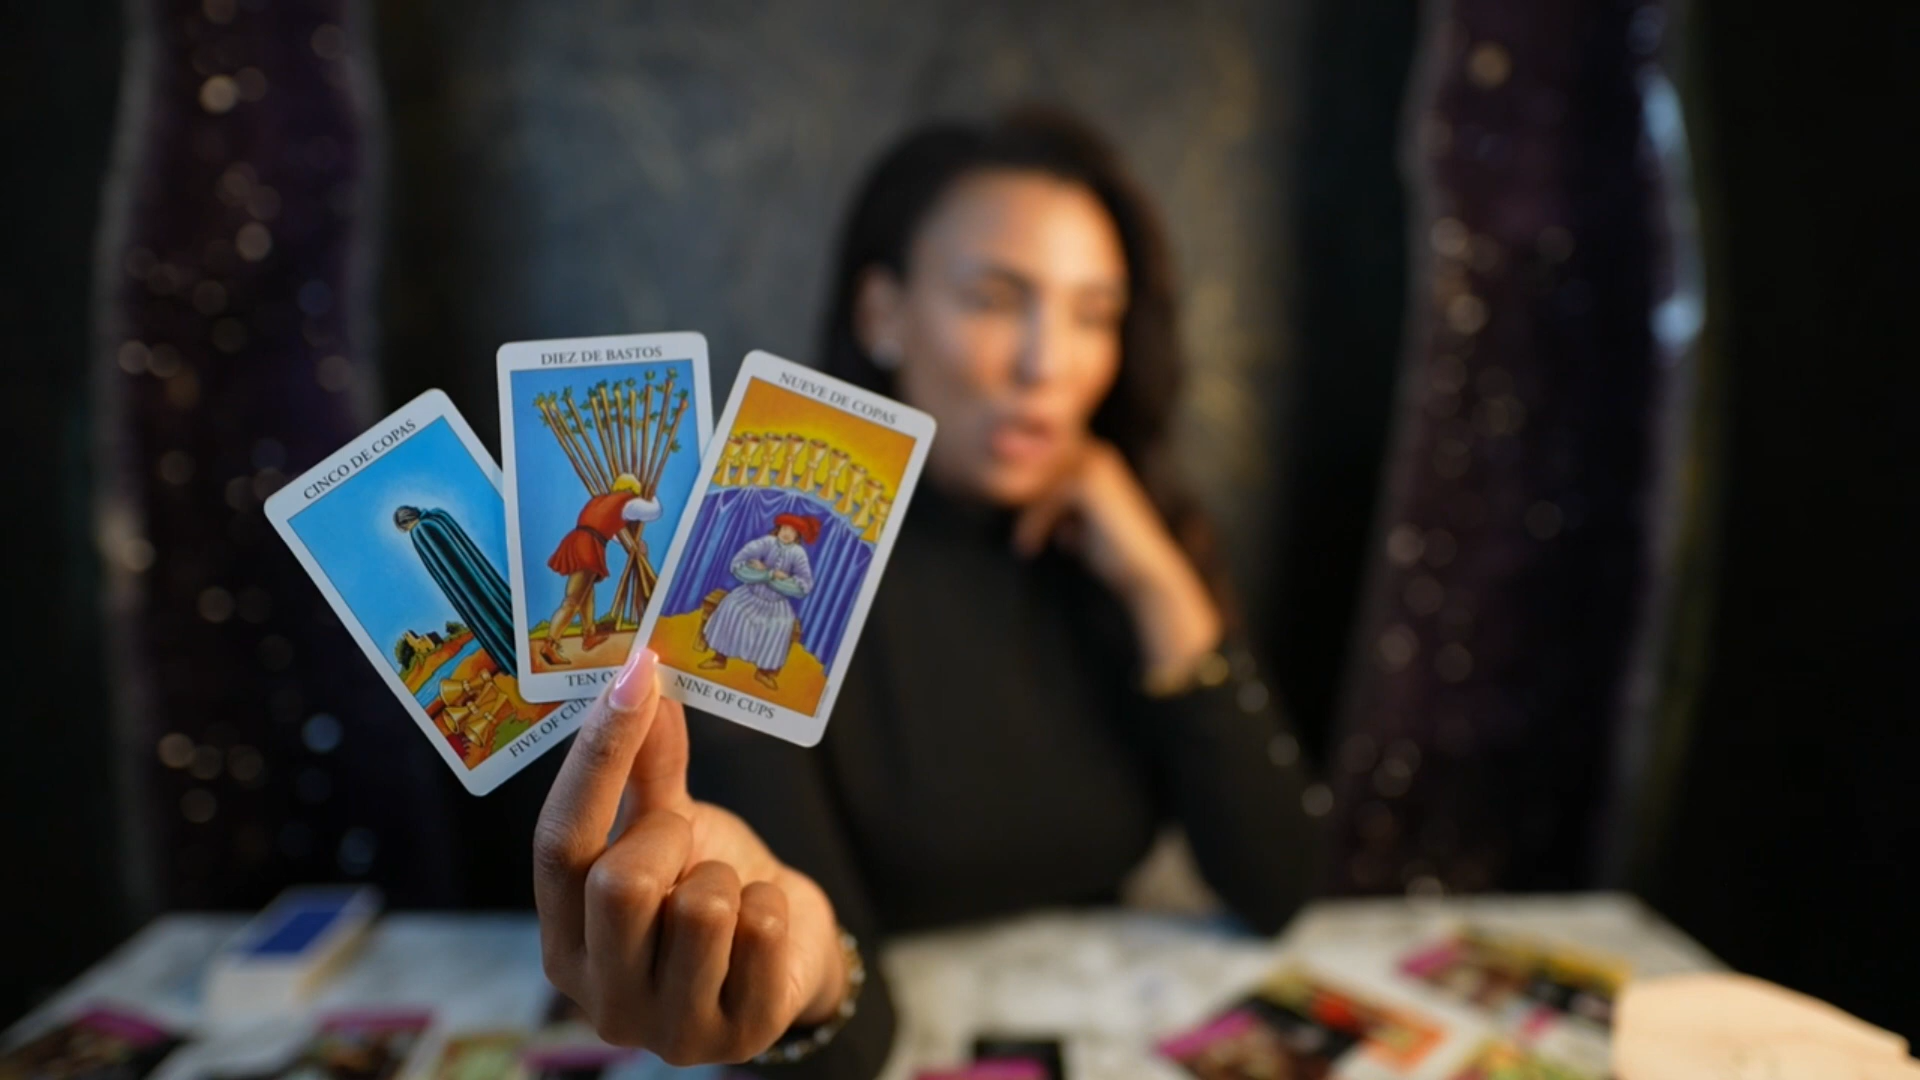 CINCO DE COPAS
FIVE OF CUPS
DIEZ DE BASTOS
TEN O
NUEVE DE COPAS
NINE OF CUPS